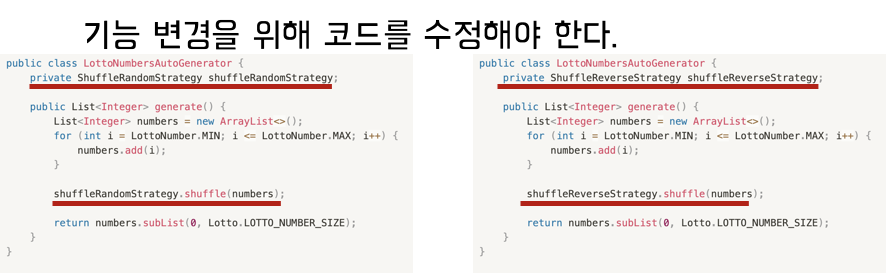 기능 변경을 위해 코드를 수정해야 한다.
public class LottoNumbersAutoGenerator {
    private ShuffleRandomStrategy shuffleRandomStrategy;

    public List<Integer> generate() {
        List<Integer> numbers = new ArrayList<>();
        for (int i = LottoNumber.MIN; i <= LottoNumber.MAX; i++) {
            numbers.add(i);
        }

        shuffleRandomStrategy.shuffle(numbers);

        return numbers.subList(0, Lotto.LOTTO_NUMBER_SIZE);
    }
}
public class LottoNumbersAutoGenerator {
    private ShuffleReverseStrategy shuffleReverseStrategy;

    public List<Integer> generate() {
        List<Integer> numbers = new ArrayList<>();
        for (int i = LottoNumber.MIN; i <= LottoNumber.MAX; i++) {
            numbers.add(i);
        }

        shuffleReverseStrategy.shuffle(numbers);

        return numbers.subList(0, Lotto.LOTTO_NUMBER_SIZE);
    }
}